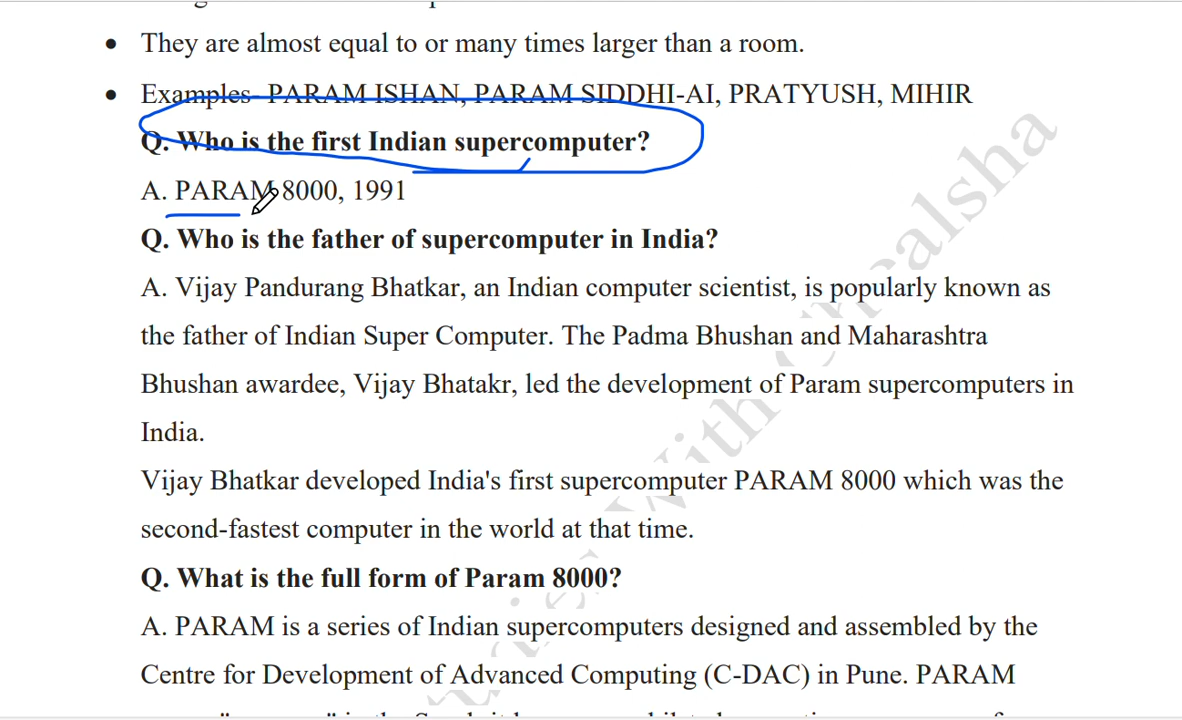 • They are almost equal to or many times larger than a room.
• Examples- PARAM ISHAN, PARAM SIDDHI-AI, PRATYUSH, MIHIR
Q. Who is the first Indian supercomputer?
A. PARAM 8000, 1991
Q. Who is the father of supercomputer in India?
A. Vijay Pandurang Bhatkar, an Indian computer scientist, is popularly known as
the father of Indian Super Computer. The Padma Bhushan and Maharashtra
Bhushan awardee, Vijay Bhatakr, led the development of Param supercomputers in
India.
Vijay Bhatkar developed India's first supercomputer PARAM 8000 which was the
second-fastest computer in the world at that time.
Q. What is the full form of Param 8000?
A. PARAM is a series of Indian supercomputers designed and assembled by the
Centre for Development of Advanced Computing (C-DAC) in Pune. PARAM